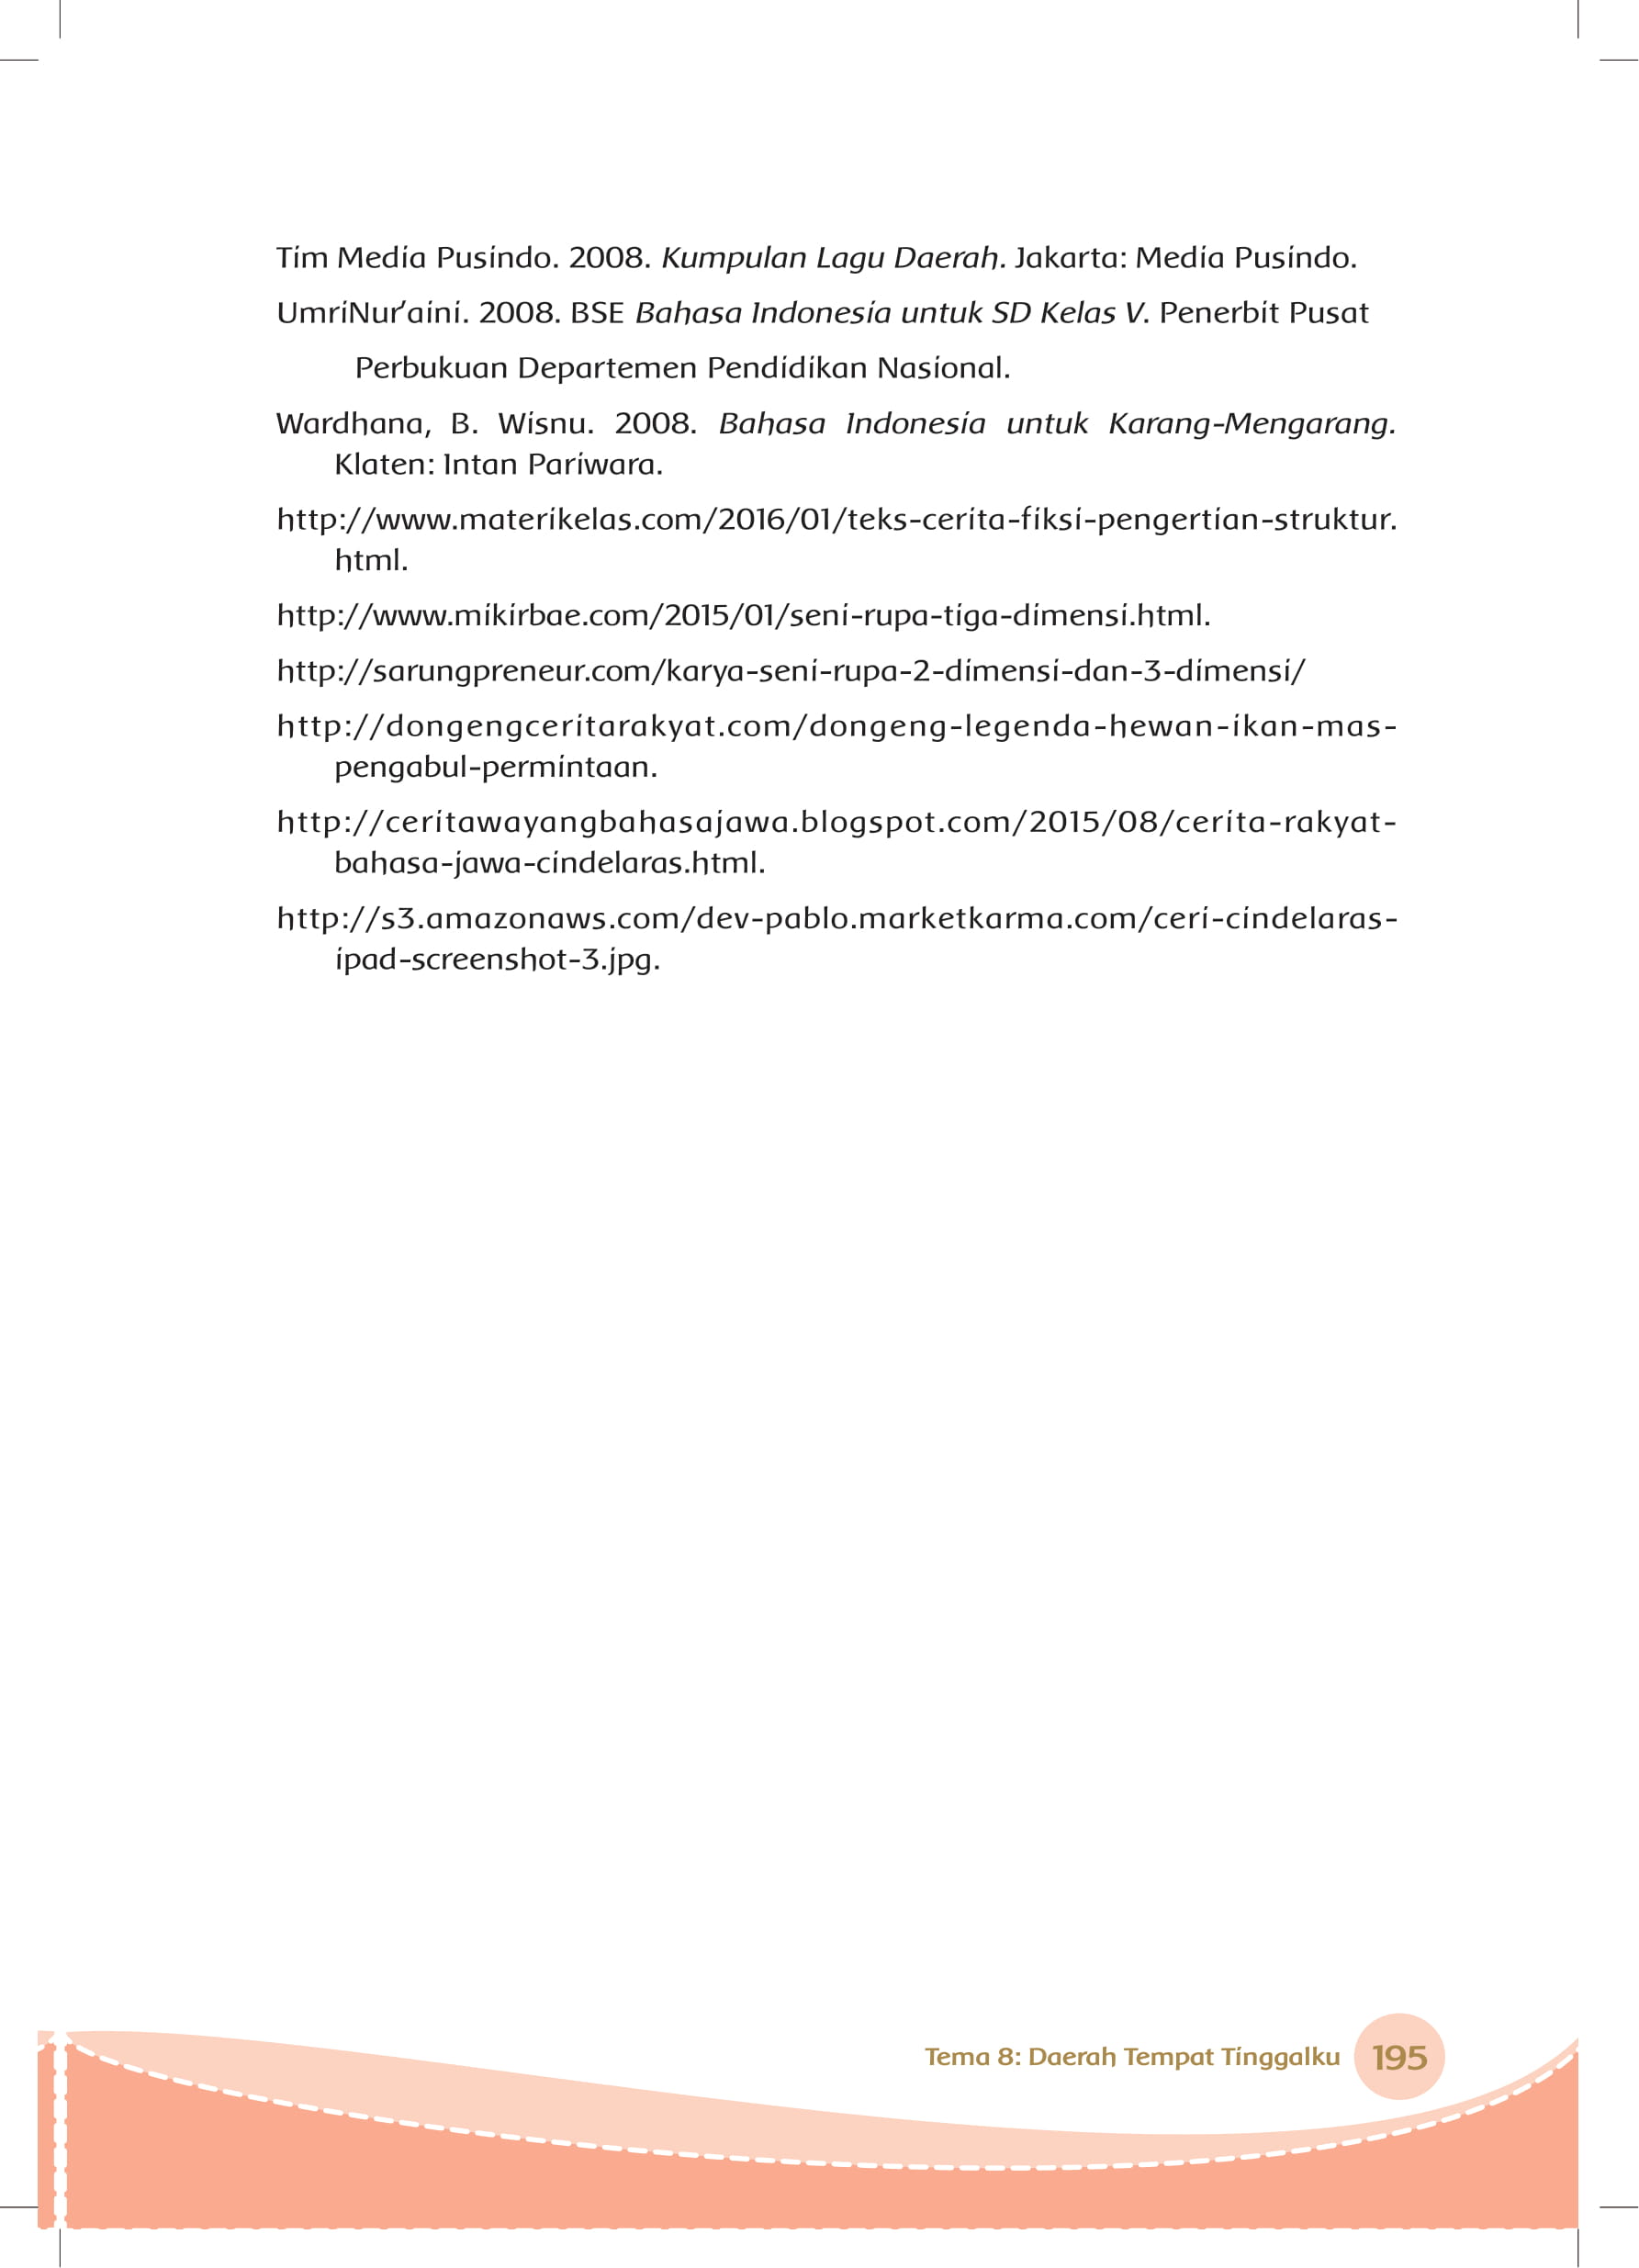 Tim Media Pusindo. 2008. Kumpulan Lagu Daerah. Jakarta: Media Pusindo.
UmriNur’aini. 2008. BSE Bahasa Indonesia untuk SD Kelas V. Penerbit Pusat
Perbukuan Departemen Pendidikan Nasional.
Wardhana, B. Wisnu. 2008. Bahasa Indonesia untuk Karang-Mengarang.
Klaten: Intan Pariwara.
http://www.materikelas.com/2016/01/teks-cerita-fiksi-pengertian-struktur.
html.
http://www.mikirbae.com/2015/01/seni-rupa-tiga-dimensi.html.
http://sarungpreneur.com/karya-seni-rupa-2-dimensi-dan-3-dimensi/
http://dongengceritarakyat.com/dongeng-legenda-hewan-ikan-mas-
pengabul-permintaan.
http://ceritawayangbahasajawa.blogspot.com/2015/08/cerita-rakyat-
bahasa-jawa-cindelaras.html.
http://s3.amazonaws.com/dev-pablo.marketkarma.com/ceri-cindelaras-
ipad-screenshot-3.jpg.
Tema 8: Daerah Tempat Tinggalku 195